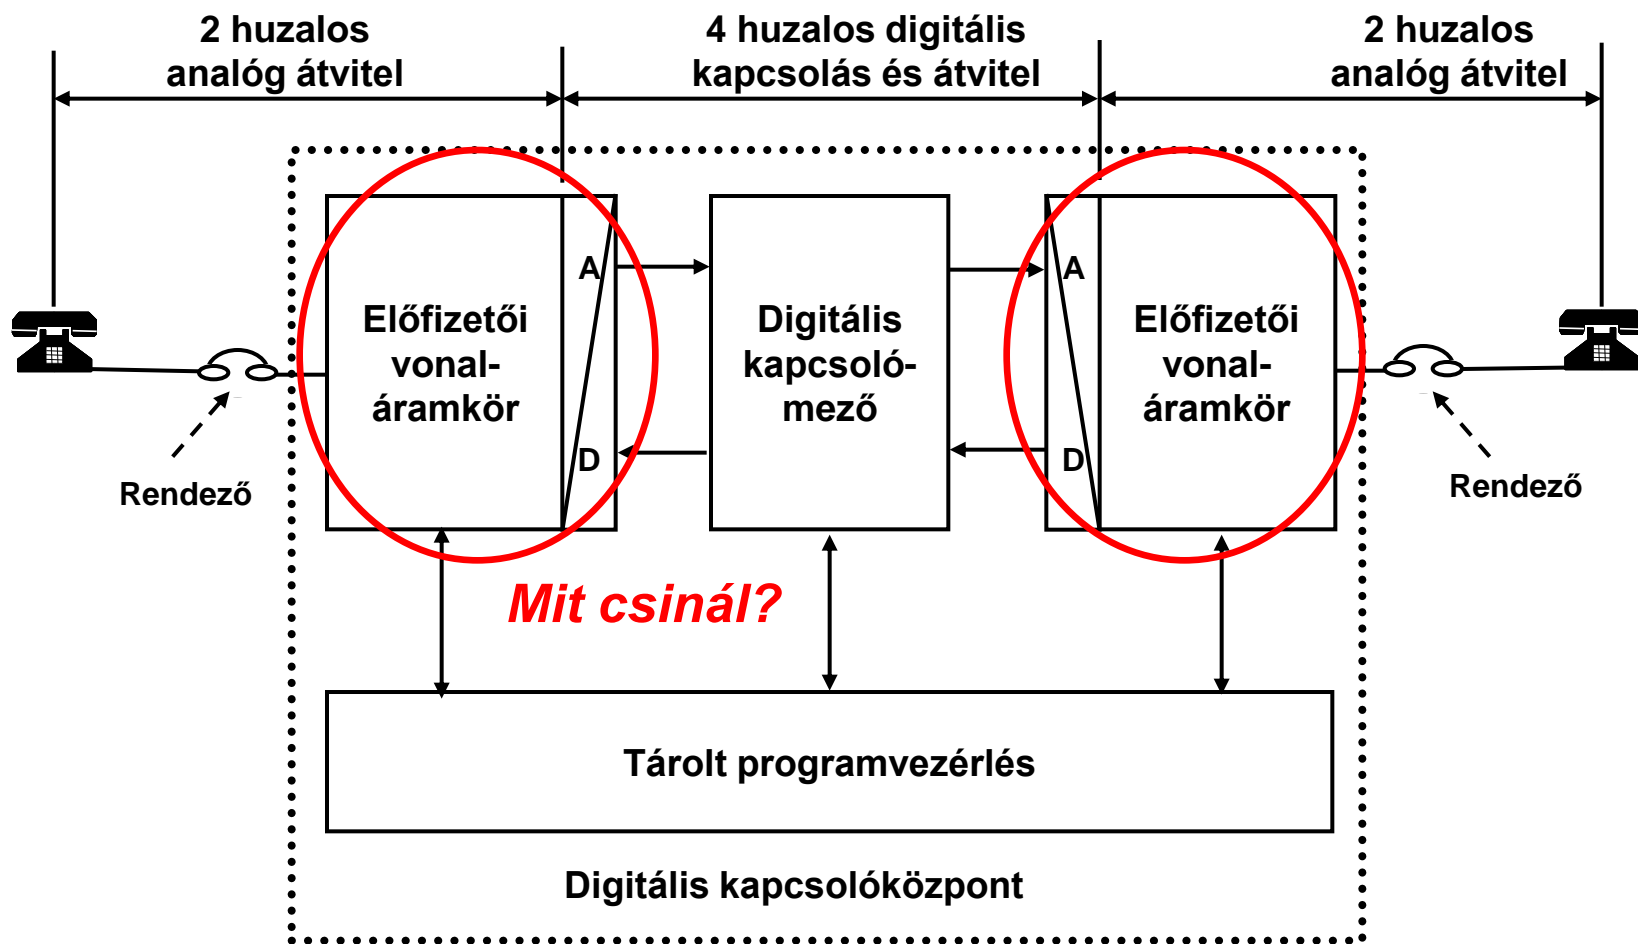 2 huzalos
analóg átvitel
4 huzalos digitális
kapcsolás és átvitel
2 huzalos
analóg átvitel
Előfizetői
vonal-
áramkör
A
D
Digitális
kapcsoló-
mező
A
D
Előfizetői
vonal-
áramkör
Rendező
Rendező
Mit csinál?
Tárolt programvezérlés
Digitális kapcsolóközpont